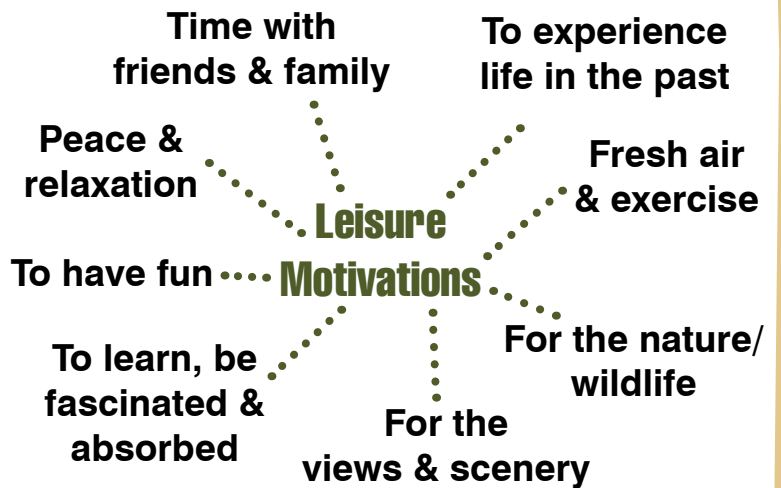 Time with
friends & family
To experience
life in the past
Peace &
relaxation
Fresh air
& exercise
Leisure
Motivations
To have fun
For the nature/
wildlife
To learn, be
fascinated &
absorbed
For the
views & scenery